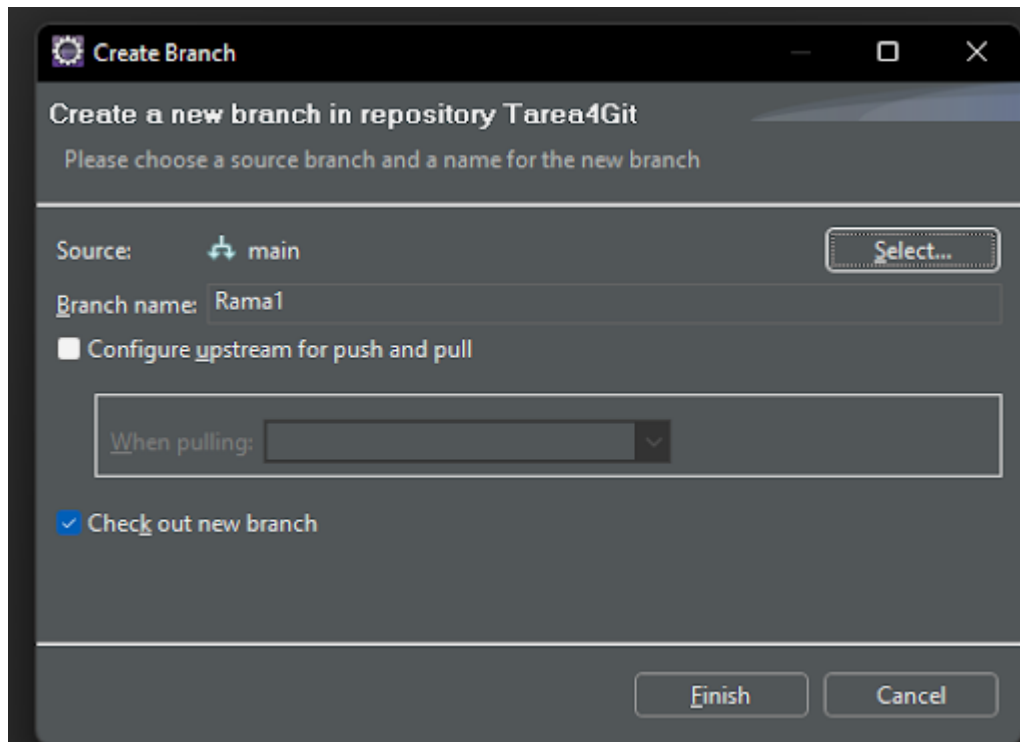 Create Branch
Create a new branch in repository Tarea4Git
Please choose a source branch and a name for the new branch
Source: main Select...
Branch name: Rama1
Configure upstream for push and pull
When pulling:
Check out new branch
Finish Cancel